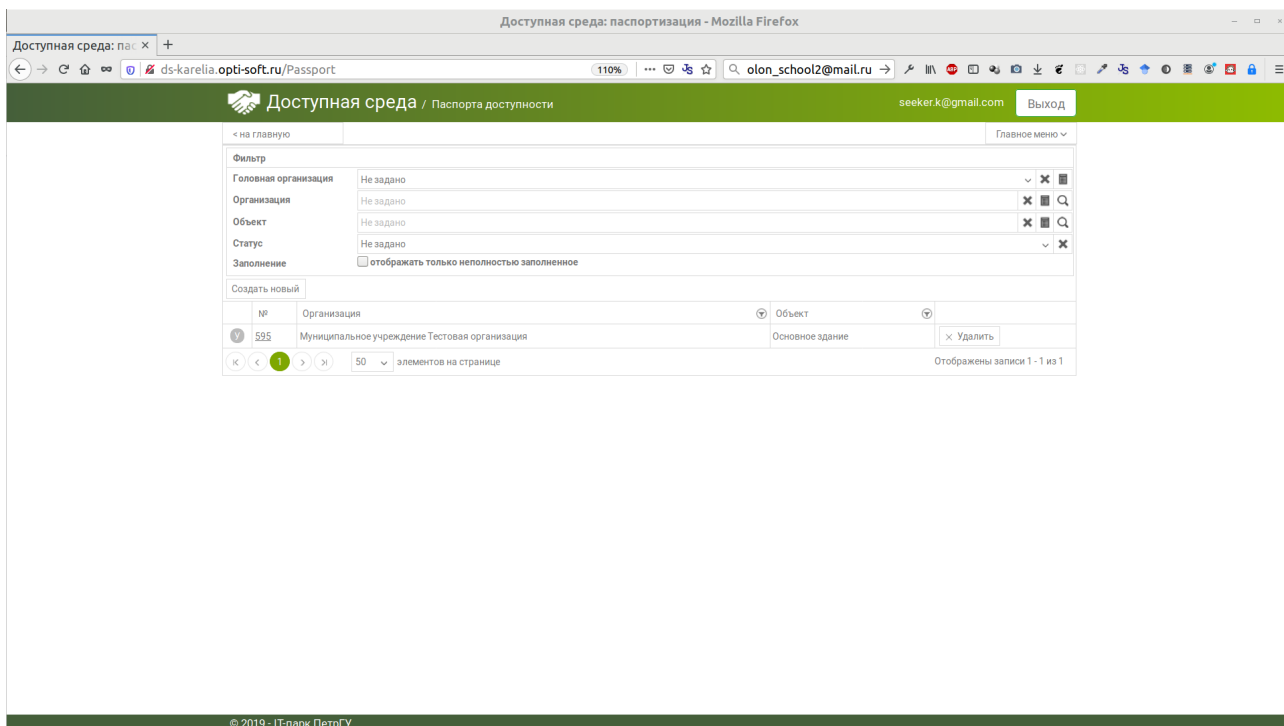 Доступная среда: паспортизация - Mozilla Firefox
Доступная среда: пас
ds-karelia.opti-soft.ru/Passport 110% olon_school2@mail.ru
Доступная среда / Паспорта доступности seeker.k@gmail.com Выход
< на главную Главное меню
Фильтр
Головная организация Не задано
Организация Не задано
Объект Не задано
Статус Не задано
Заполнение отображать только неполностью заполненное
Создать новый
№ Организация Объект
У 595 Муниципальное учреждение Тестовая организация Основное здание × Удалить
1 50 элементов на странице Отображены записи 1 - 1 из 1
© 2019 - IT-парк ПетрГУ